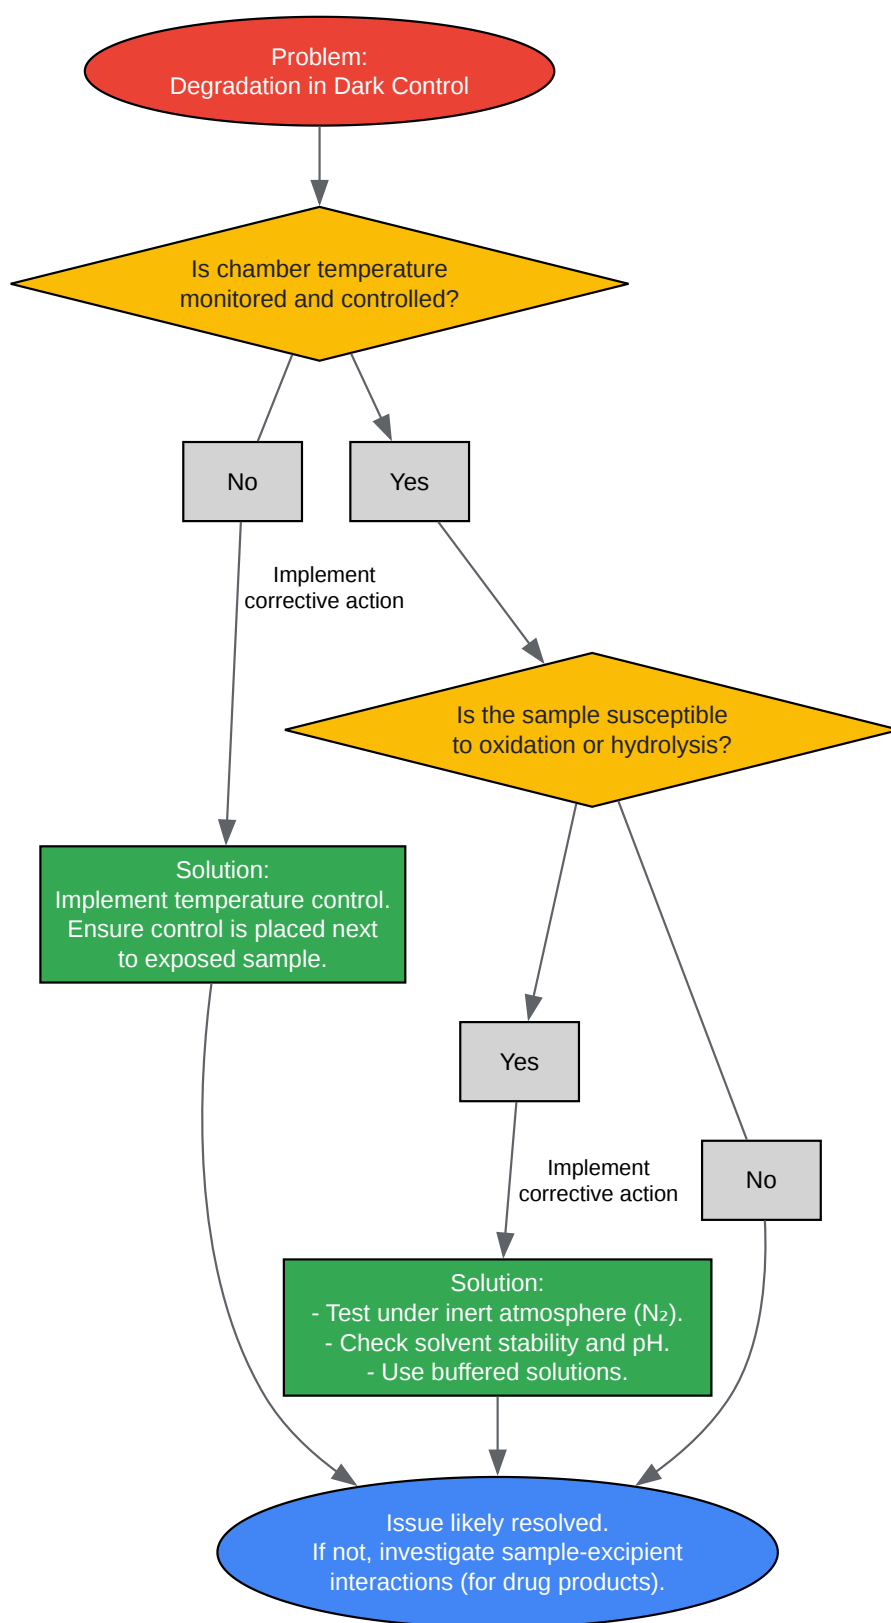 Problem:
Degradation in Dark Control
Is chamber temperature
monitored and controlled?
No
Yes
Implement
corrective action
Is the sample susceptible
to oxidation or hydrolysis?
Solution:
Implement temperature control.
Ensure control is placed next
to exposed sample.
Yes
Implement
corrective action
No
Solution:
- Test under inert atmosphere (N₂).
- Check solvent stability and pH.
- Use buffered solutions.
Issue likely resolved.
If not, investigate sample-excipient
interactions (for drug products).